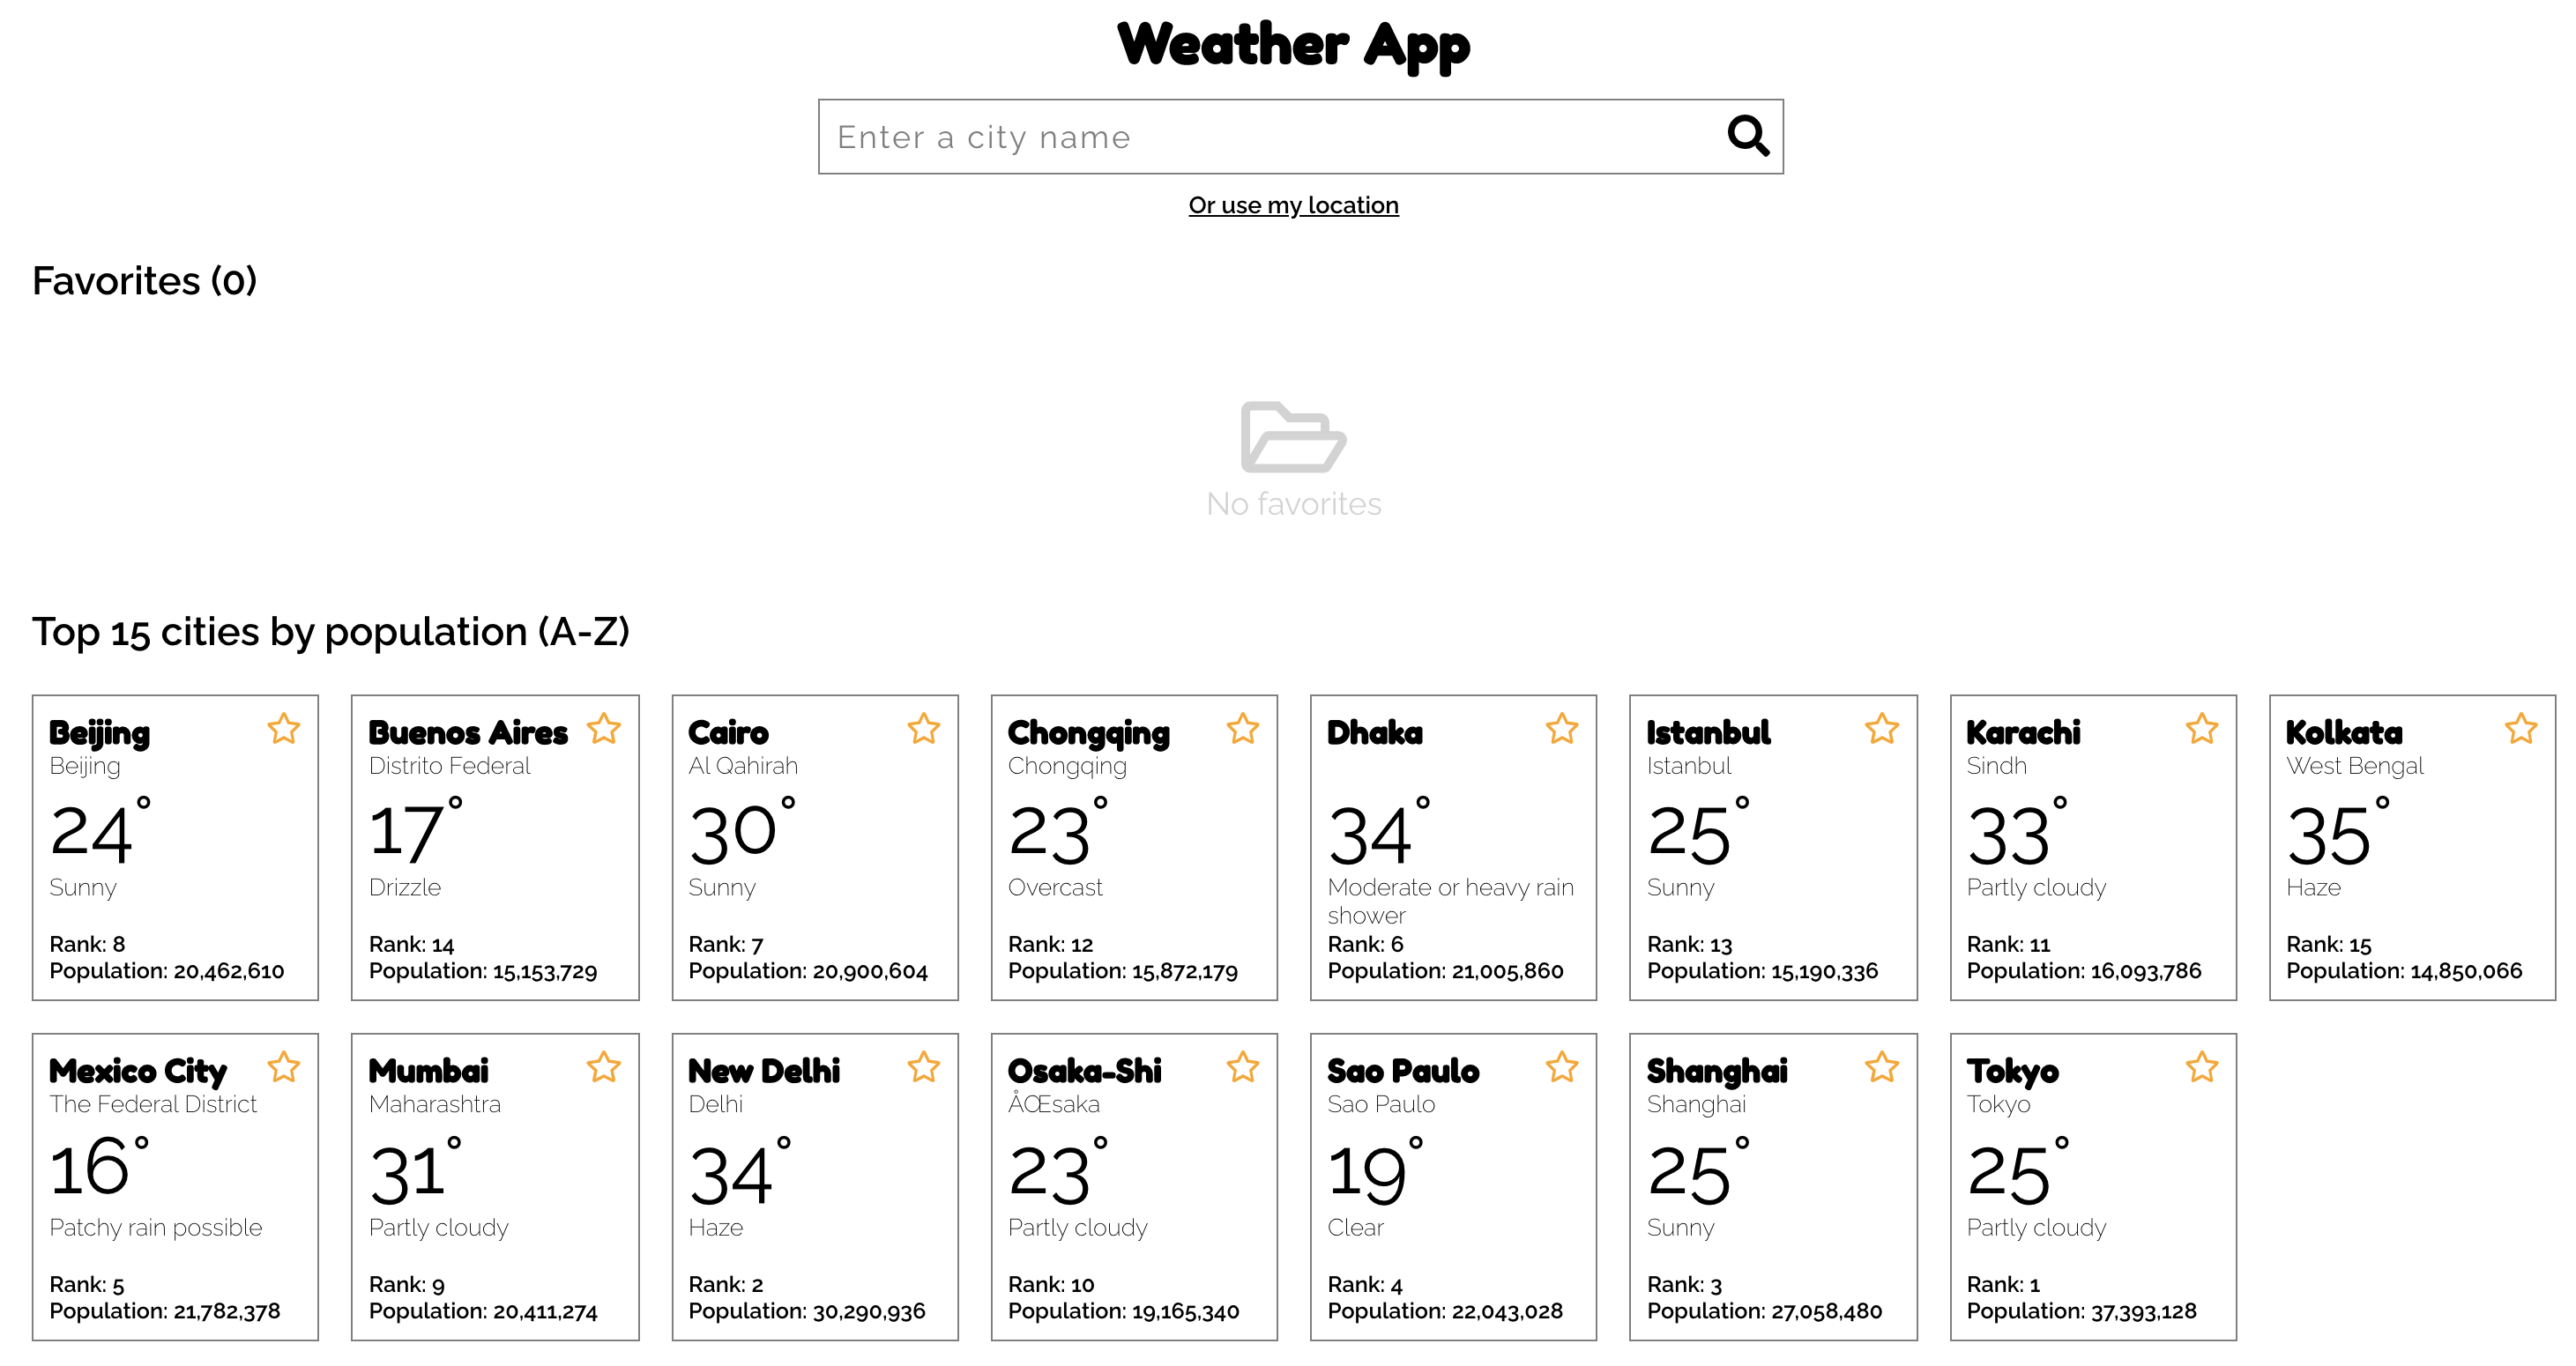 Weather App
Enter a city name
Or use my location
Favorites (0)
No favorites
Top 15 cities by population (A-Z)
Beijing
Beijing
24°
Sunny
Rank: 8
Population: 20,462,610
Buenos Aires
Distrito Federal
17°
Drizzle
Rank: 14
Population: 15,153,729
Cairo
Al Qahirah
30°
Sunny
Rank: 7
Population: 20,900,604
Chongqing
Chongqing
23°
Overcast
Rank: 12
Population: 15,872,179
Dhaka
34°
Moderate or heavy rain
shower
Rank: 6
Population: 21,005,860
Istanbul
Istanbul
25°
Sunny
Rank: 13
Population: 15,190,336
Karachi
Sindh
33°
Partly cloudy
Rank: 11
Population: 16,093,786
Kolkata
West Bengal
35°
Haze
Rank: 15
Population: 14,850,066
Mexico City
The Federal District
16°
Patchy rain possible
Rank: 5
Population: 21,782,378
Mumbai
Maharashtra
31°
Partly cloudy
Rank: 9
Population: 20,411,274
New Delhi
Delhi
34°
Haze
Rank: 2
Population: 30,290,936
Osaka-Shi
ÅŒsaka
23°
Partly cloudy
Rank: 10
Population: 19,165,340
Sao Paulo
Sao Paulo
19°
Clear
Rank: 4
Population: 22,043,028
Shanghai
Shanghai
25°
Sunny
Rank: 3
Population: 27,058,480
Tokyo
Tokyo
25°
Partly cloudy
Rank: 1
Population: 37,393,128